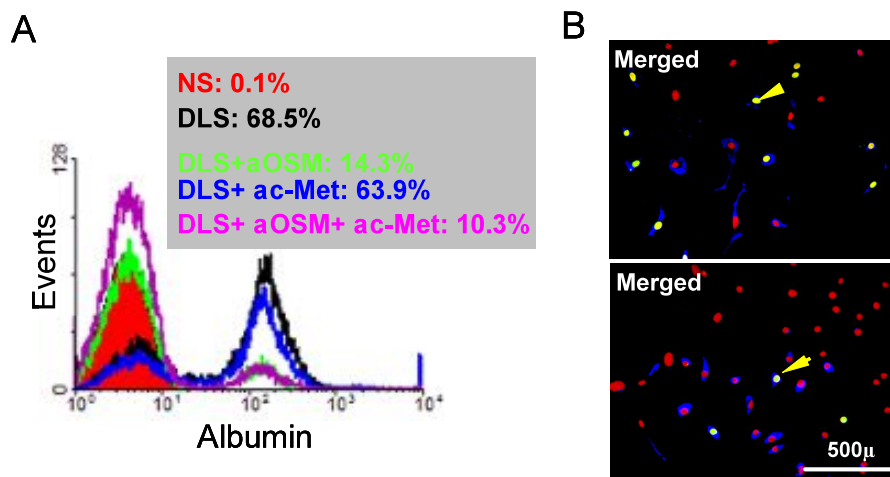 A
NS: 0.1%
DLS: 68.5%
DLS+aOSM: 14.3%
DLS+ ac-Met: 63.9%
DLS+ aOSM+ ac-Met: 10.3%
128
Events
0
10⁰ 10¹ 10² 10³ 10⁴
Albumin
B
Merged
Merged
500µ